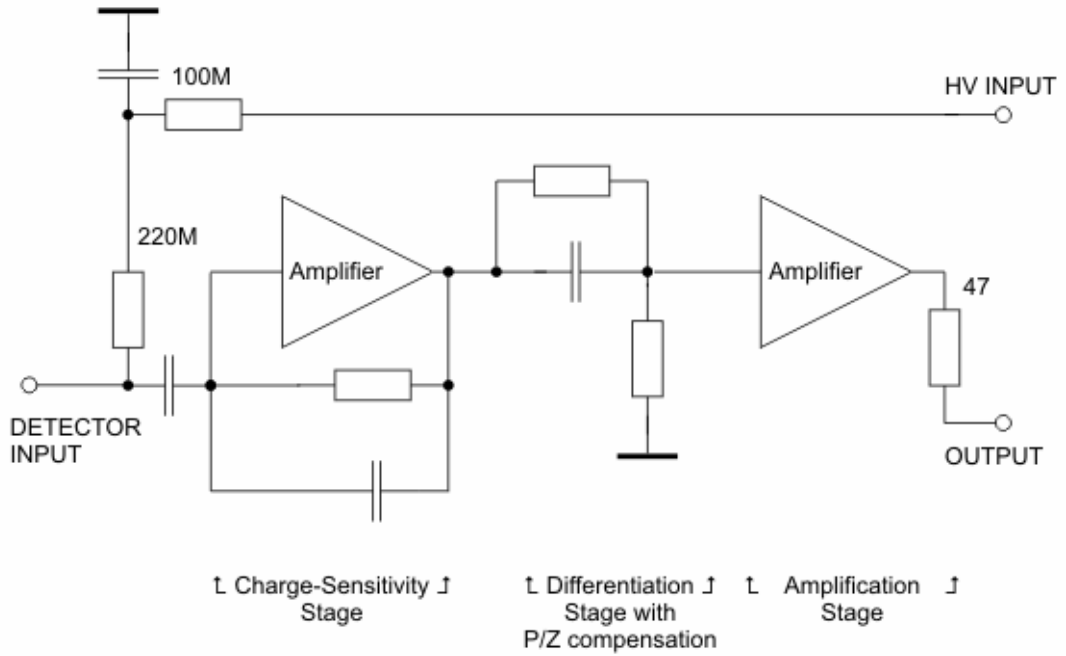 100M
HV INPUT
220M
Amplifier
Amplifier
47
DETECTOR
INPUT
OUTPUT
Charge-Sensitivity
Stage
Differentiation
Stage with
P/Z compensation
Amplification
Stage